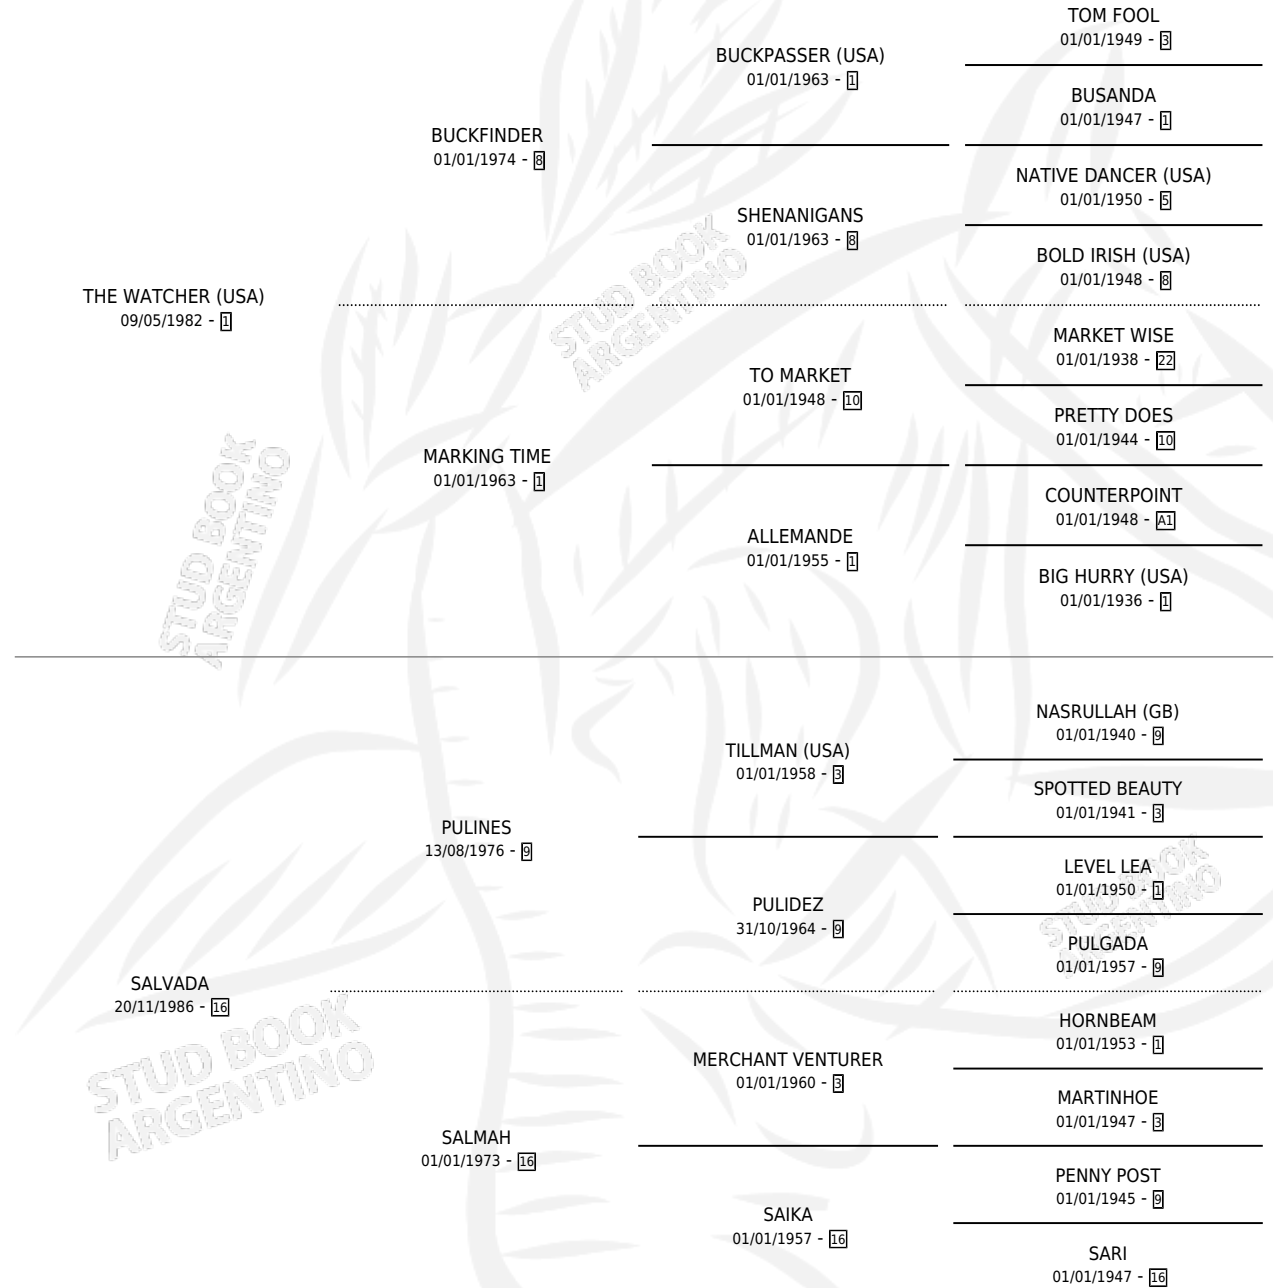 TOM FOOL
01/01/1949 - 3
BUCKPASSER (USA)
01/01/1963 - 1
BUSANDA
01/01/1947 - 1
BUCKFINDER
01/01/1974 - 8
NATIVE DANCER (USA)
01/01/1950 - 5
SHENANIGANS
01/01/1963 - 8
BOLD IRISH (USA)
01/01/1948 - 8
THE WATCHER (USA)
09/05/1982 - 1
MARKET WISE
01/01/1938 - 22
TO MARKET
01/01/1948 - 10
PRETTY DOES
01/01/1944 - 10
MARKING TIME
01/01/1963 - 1
COUNTERPOINT
01/01/1948 - A1
ALLEMANDE
01/01/1955 - 1
BIG HURRY (USA)
01/01/1936 - 1
STUD BOOK
ARGENTINO
STUD BOOK
ARGENTINO
NASRULLAH (GB)
01/01/1940 - 9
TILLMAN (USA)
01/01/1958 - 3
SPOTTED BEAUTY
01/01/1941 - 3
PULINES
13/08/1976 - 9
LEVEL LEA
01/01/1950 - 1
PULIDEZ
31/10/1964 - 9
PULGADA
01/01/1957 - 9
SALVADA
20/11/1986 - 16
HORNBEAM
01/01/1953 - 1
MERCHANT VENTURER
01/01/1960 - 3
MARTINHOE
01/01/1947 - 3
SALMAH
01/01/1973 - 16
PENNY POST
01/01/1945 - 9
SAIKA
01/01/1957 - 16
SARI
01/01/1947 - 16
STUD BOOK
ARGENTINO
STUD BOOK
ARGENTINO